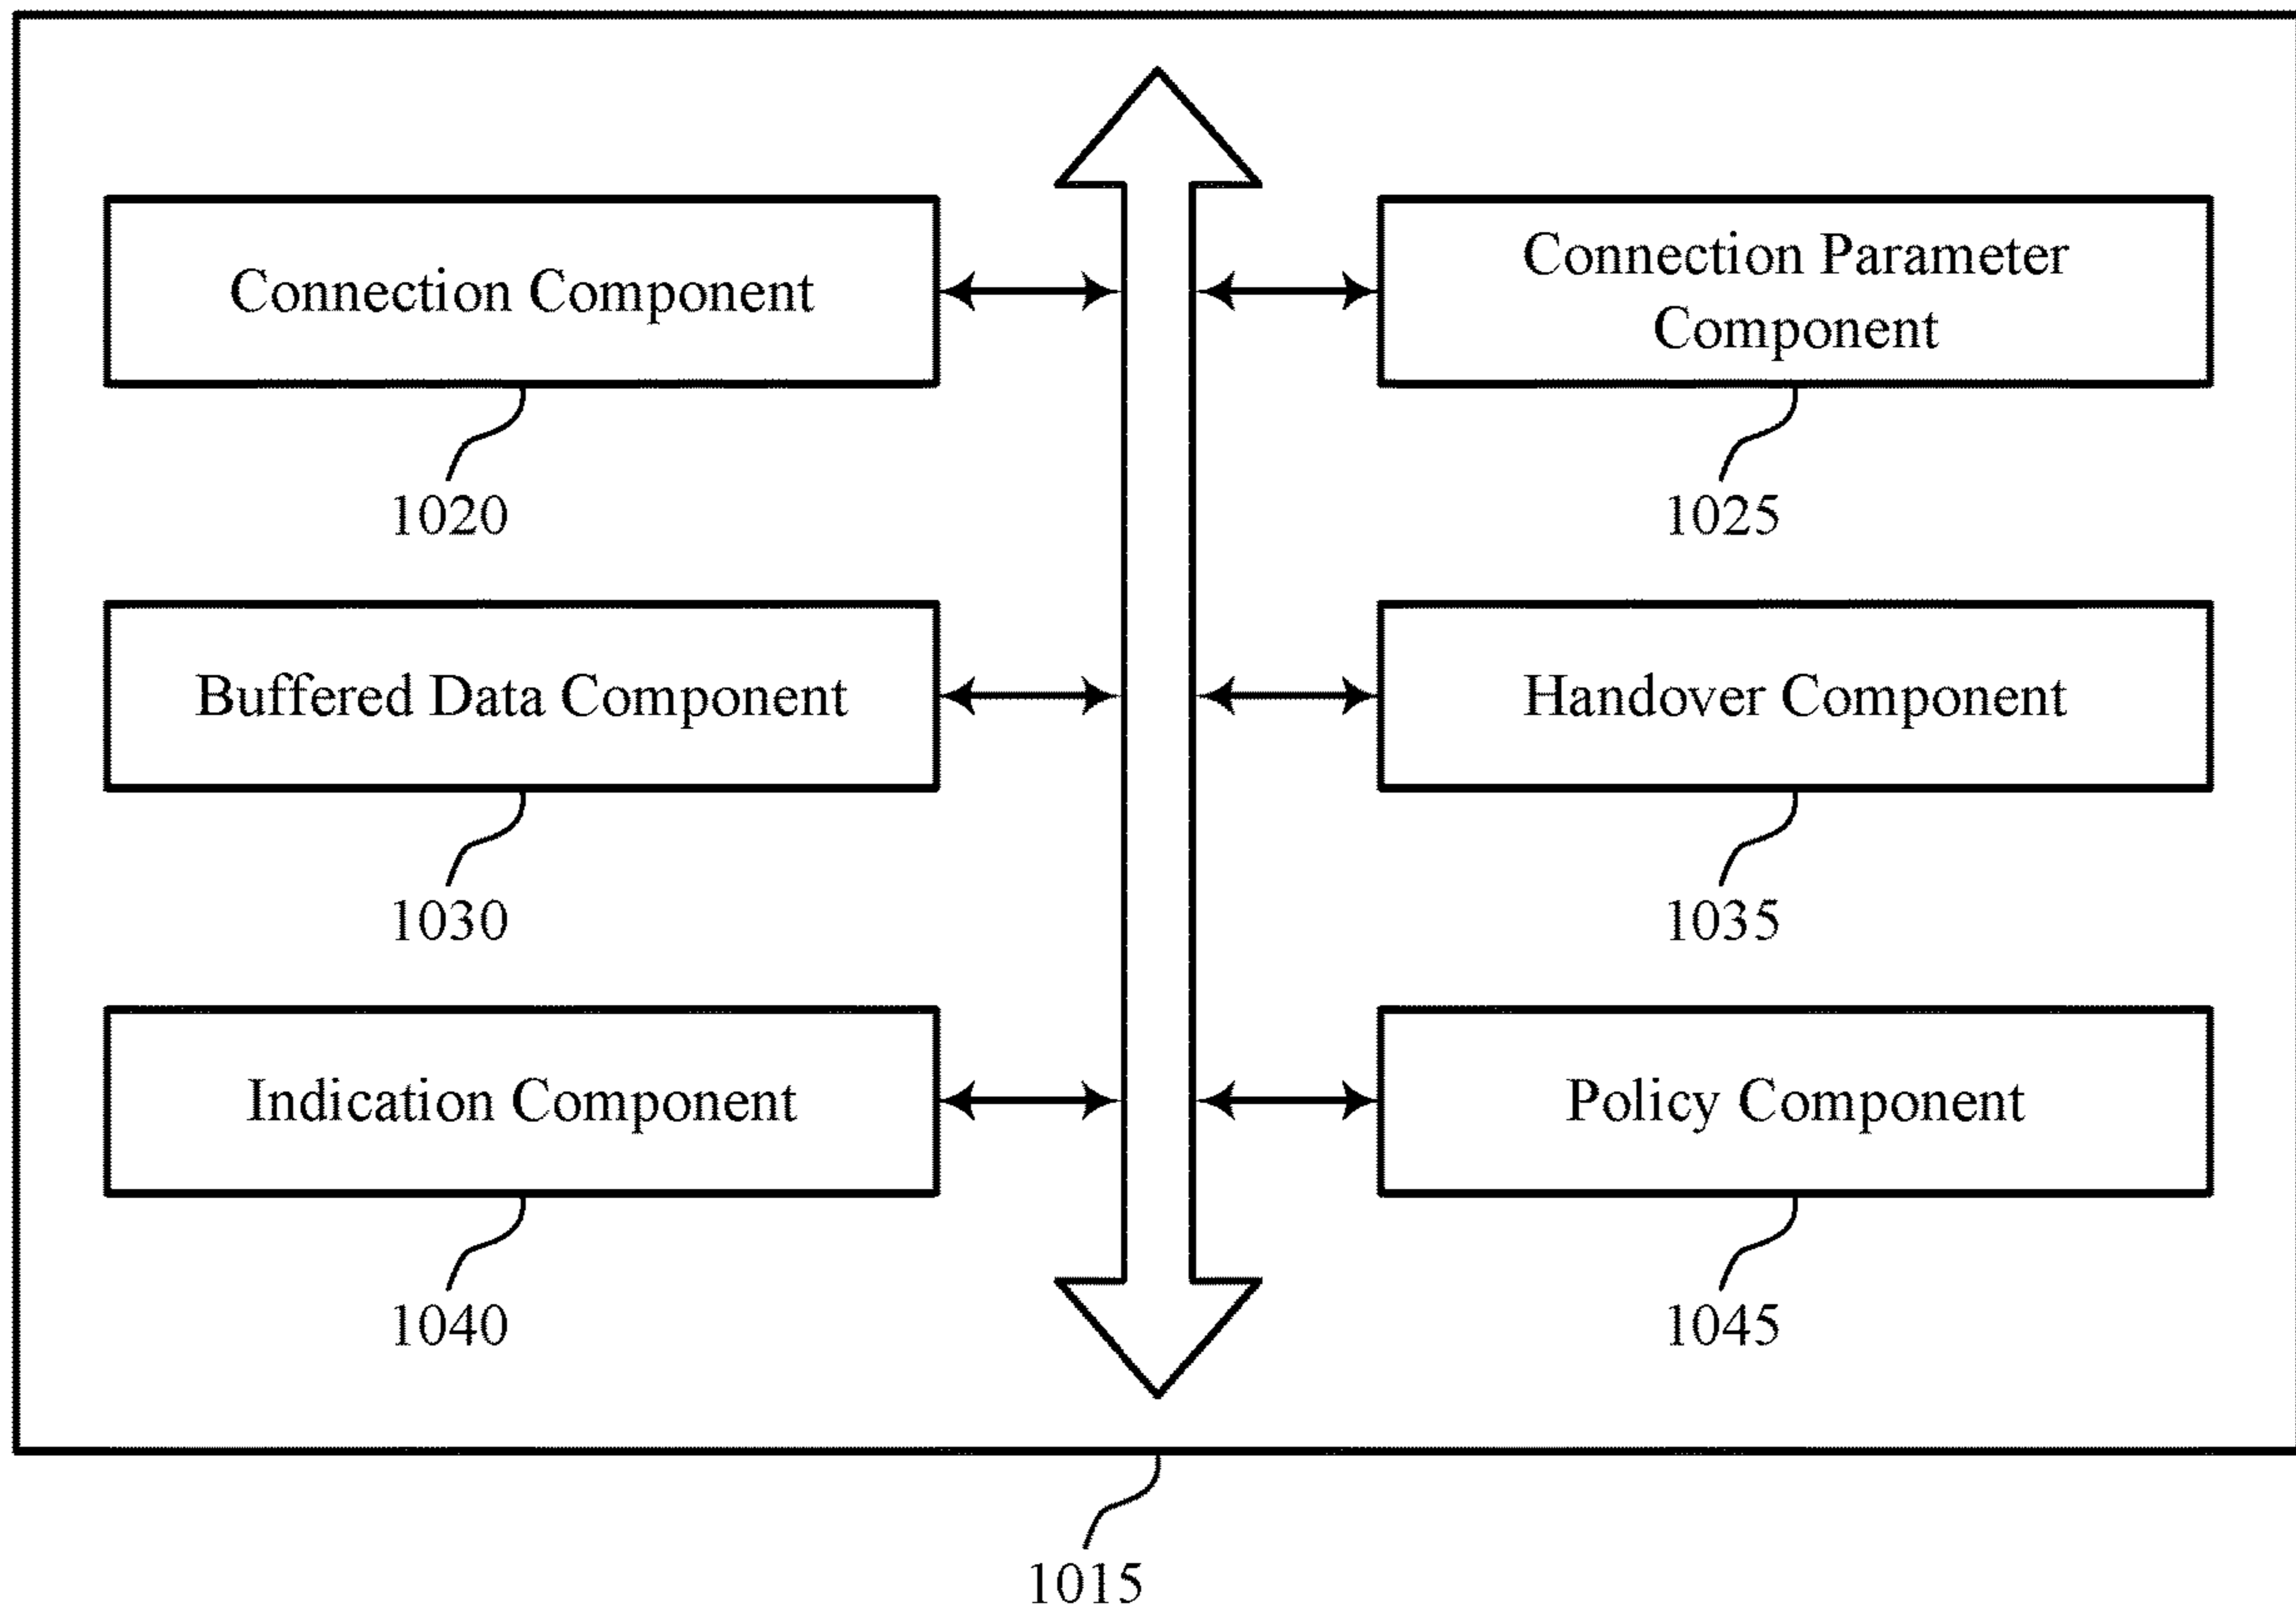 Connection Component
1020
Connection Parameter
Component
1025
Buffered Data Component
1030
Handover Component
1035
Indication Component
1040
Policy Component
1045
1015